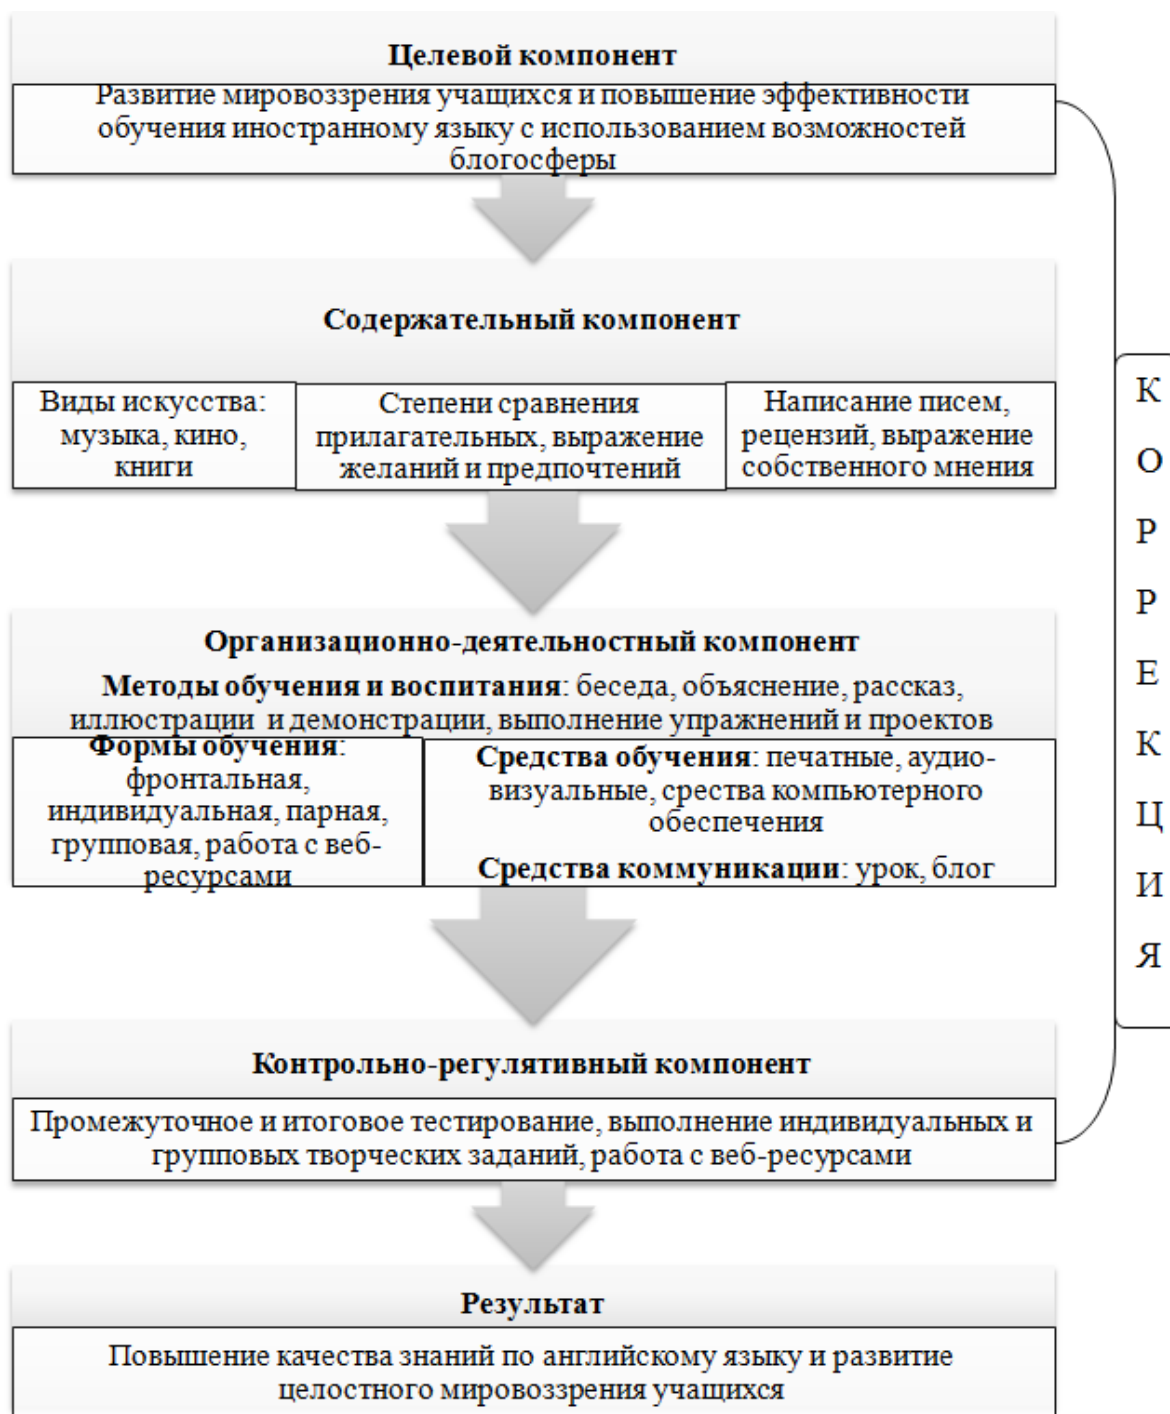 Целевой компонент
Развитие мировоззрения учащихся и повышение эффективности
обучения иностранному языку с использованием возможностей
блогосферы
Содержательный компонент
Виды искусства:
музыка, кино,
книги
Степени сравнения
прилагательных, выражение
желаний и предпочтений
Написание писем,
рецензий, выражение
собственного мнения
Организационно-деятельностный компонент
Методы обучения и воспитания: беседа, объяснение, рассказ,
иллюстрации и демонстрации, выполнение упражнений и проектов
Формы обучения:
фронтальная,
индивидуальная, парная,
групповая, работа с веб-
ресурсами
Средства обучения: печатные, аудио-
визуальные, срества компьютерного
обеспечения
Средства коммуникации: урок, блог
Контрольно-регулятивный компонент
Промежуточное и итоговое тестирование, выполнение индивидуальных и
групповых творческих заданий, работа с веб-ресурсами
Результат
Повышение качества знаний по английскому языку и развитие
целостного мировоззрения учащихся
К
О
Р
Р
Е
К
Ц
И
Я